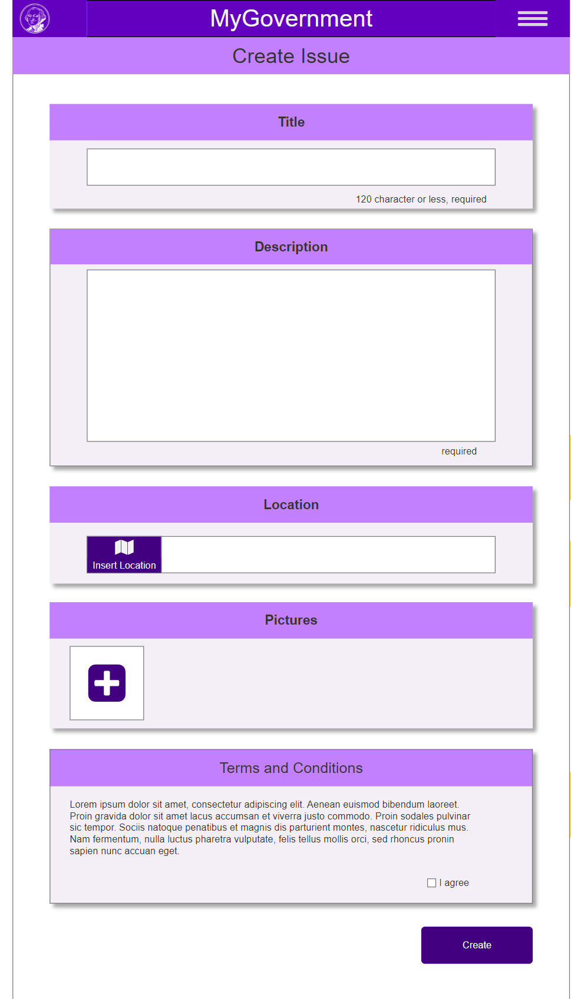 MyGovernment
Create Issue
Title
120 character or less, required
Description
required
Location
Insert Location
Pictures
Terms and Conditions
Lorem ipsum dolor sit amet, consectetur adipiscing elit. Aenean euismod bibendum laoreet.
Proin gravida dolor sit amet lacus accumsan et viverra justo commodo. Proin sodales pulvinar
sic tempor. Sociis natoque penatibus et magnis dis parturient montes, nascetur ridiculus mus.
Nam fermentum, nulla luctus pharetra vulputate, felis tellus mollis orci, sed rhoncus pronin
sapien nunc accuan eget.
I agree
Create